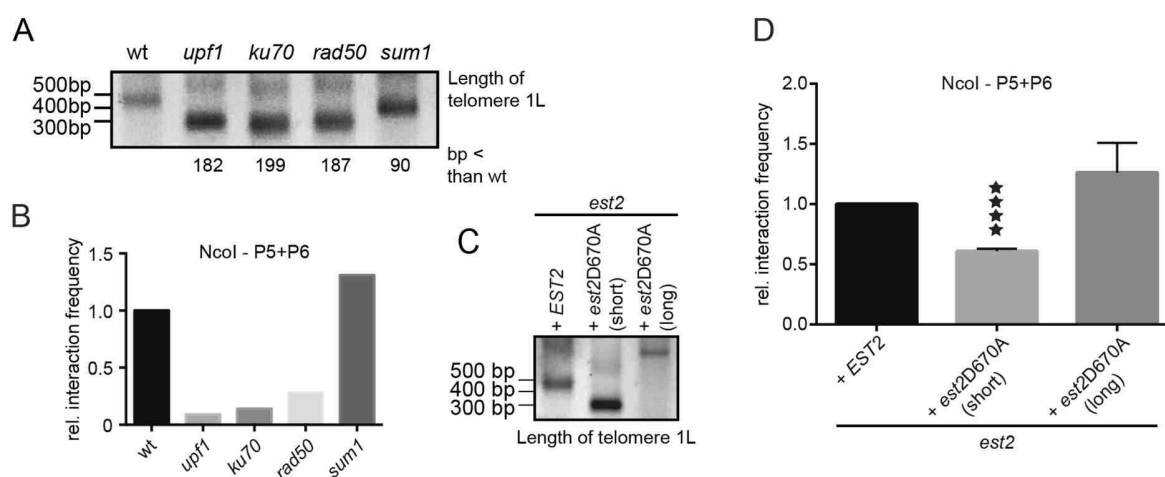 A
wt upf1 ku70 rad50 sum1
500bp
400bp
300bp
Length of
telomere 1L
182 199 187 90
bp <
than wt
B
NcoI - P5+P6
rel. interaction frequency
1.5
1.0
0.5
0
wt upf1 ku70 rad50 sum1
C
est2
+ EST2
+ est2D670A
(short)
+ est2D670A
(long)
500 bp
400 bp
300 bp
Length of telomere 1L
D
NcoI - P5+P6
rel. interaction frequency
2.0
1.5
1.0
0.5
0.0
+ EST2
+ est2D670A
(short)
+ est2D670A
(long)
est2